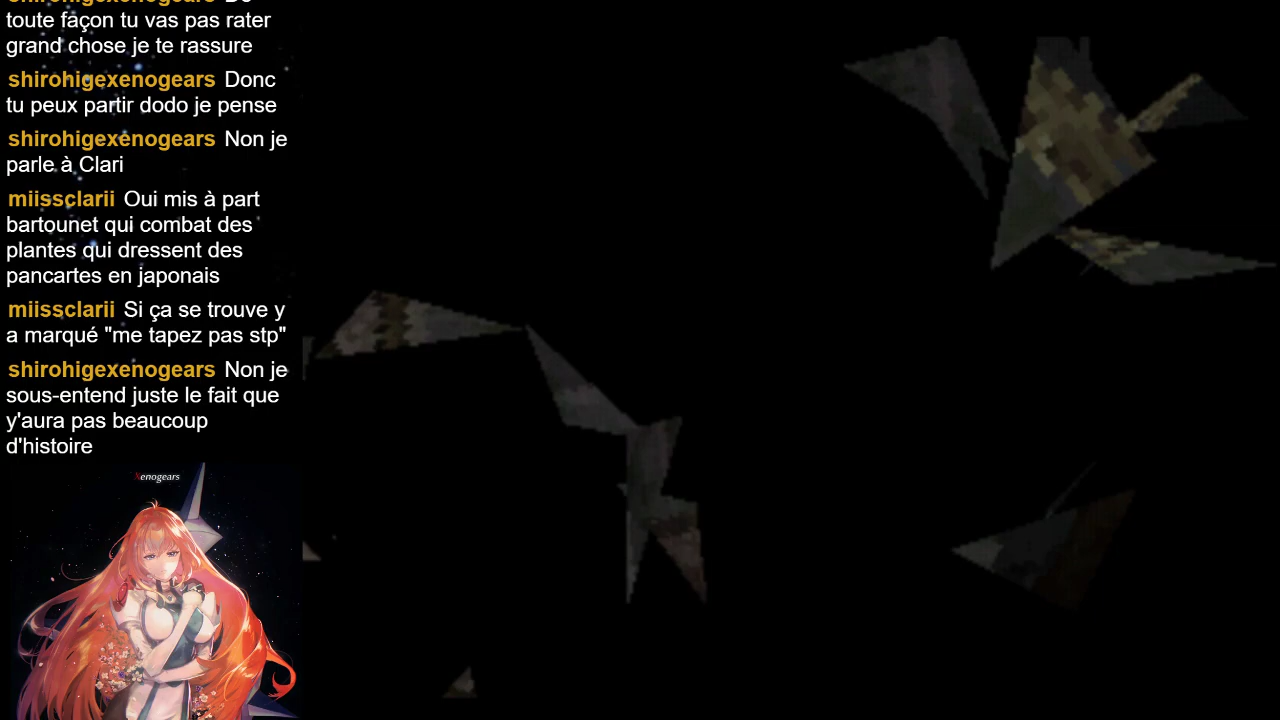 shirohigexenogears De
toute façon tu vas pas rater
grand chose je te rassure
shirohigexenogears Donc
tu peux partir dodo je pense
shirohigexenogears Non je
parle à Clari
miissclarii Oui mis à part
bartounet qui combat des
plantes qui dressent des
pancartes en japonais
miissclarii Si ça se trouve y
a marqué "me tapez pas stp"
shirohigexenogears Non je
sous-entend juste le fait que
y'aura pas beaucoup
d'histoire
Xenogears